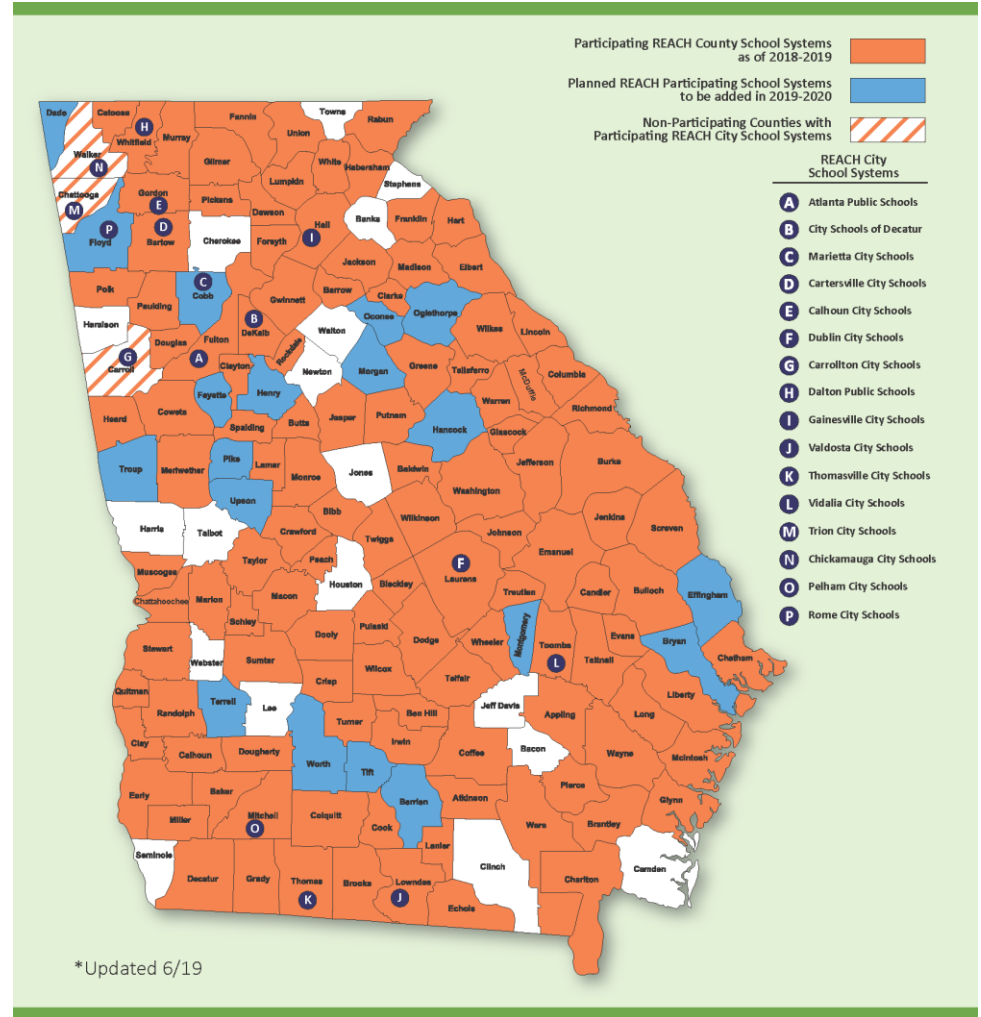 Participating REACH County School Systems
as of 2018-2019
Planned REACH Participating School Systems
to be added in 2019-2020
Non-Participating Counties with
Participating REACH City School Systems
REACH City
School Systems
A Atlanta Public Schools
B City Schools of Decatur
C Marietta City Schools
D Cartersville City Schools
E Calhoun City Schools
F Dublin City Schools
G Carrollton City Schools
H Dalton Public Schools
I Gainesville City Schools
J Valdosta City Schools
K Thomasville City Schools
L Vidalia City Schools
M Trion City Schools
N Chickamauga City Schools
O Pelham City Schools
P Rome City Schools
Dade
Catoosa
H
Whitfield
Murray
Fannin
Union
Towns
Rabun
Walker
N
Gilmer
White
Habersham
Lumpkin
Stephens
Chattooga
M
Gordon
E
Pickens
Dawson
Hall
I
Banks
Franklin
Hart
P
Floyd
D
Bartow
Cherokee
Forsyth
Jackson
Madison
Elbert
Polk
Paulding
C
Cobb
Gwinnett
Barrow
Clarke
Oconee
Oglethorpe
Wilkes
Lincoln
Haralson
Douglas
Fulton
B
DeKalb
Walton
G
Carroll
A
Clayton
Rockdale
Newton
Morgan
Greene
Taliaferro
McDuffie
Columbia
Fayette
Henry
Warren
Richmond
Heard
Coweta
Spalding
Butts
Jasper
Putnam
Hancock
Glascock
Troup
Meriwether
Pike
Lamar
Monroe
Jones
Baldwin
Jefferson
Burke
Upson
Washington
Harris
Talbot
Crawford
Bibb
Twiggs
Wilkinson
Johnson
Jenkins
Screven
Muscogee
Taylor
Peach
Houston
Bleckley
F
Laurens
Emanuel
Chattahoochee
Marion
Macon
Treutlen
Candler
Bulloch
Effingham
Schley
Dooly
Pulaski
Dodge
Wheeler
Montgomery
Toombs
L
Evans
Tattnall
Bryan
Chatham
Stewart
Webster
Sumter
Wilcox
Telfair
Quitman
Randolph
Terrell
Lee
Crisp
Turner
Ben Hill
Jeff Davis
Appling
Long
Liberty
Clay
Calhoun
Dougherty
Worth
Tift
Irwin
Coffee
Bacon
Wayne
McIntosh
Early
Baker
Miller
Mitchell
O
Colquitt
Berrien
Cook
Atkinson
Pierce
Ware
Brantley
Glynn
Seminole
Decatur
Grady
Thomas
K
Brooks
Lowndes
J
Lanier
Echols
Clinch
Charlton
Camden
*Updated 6/19